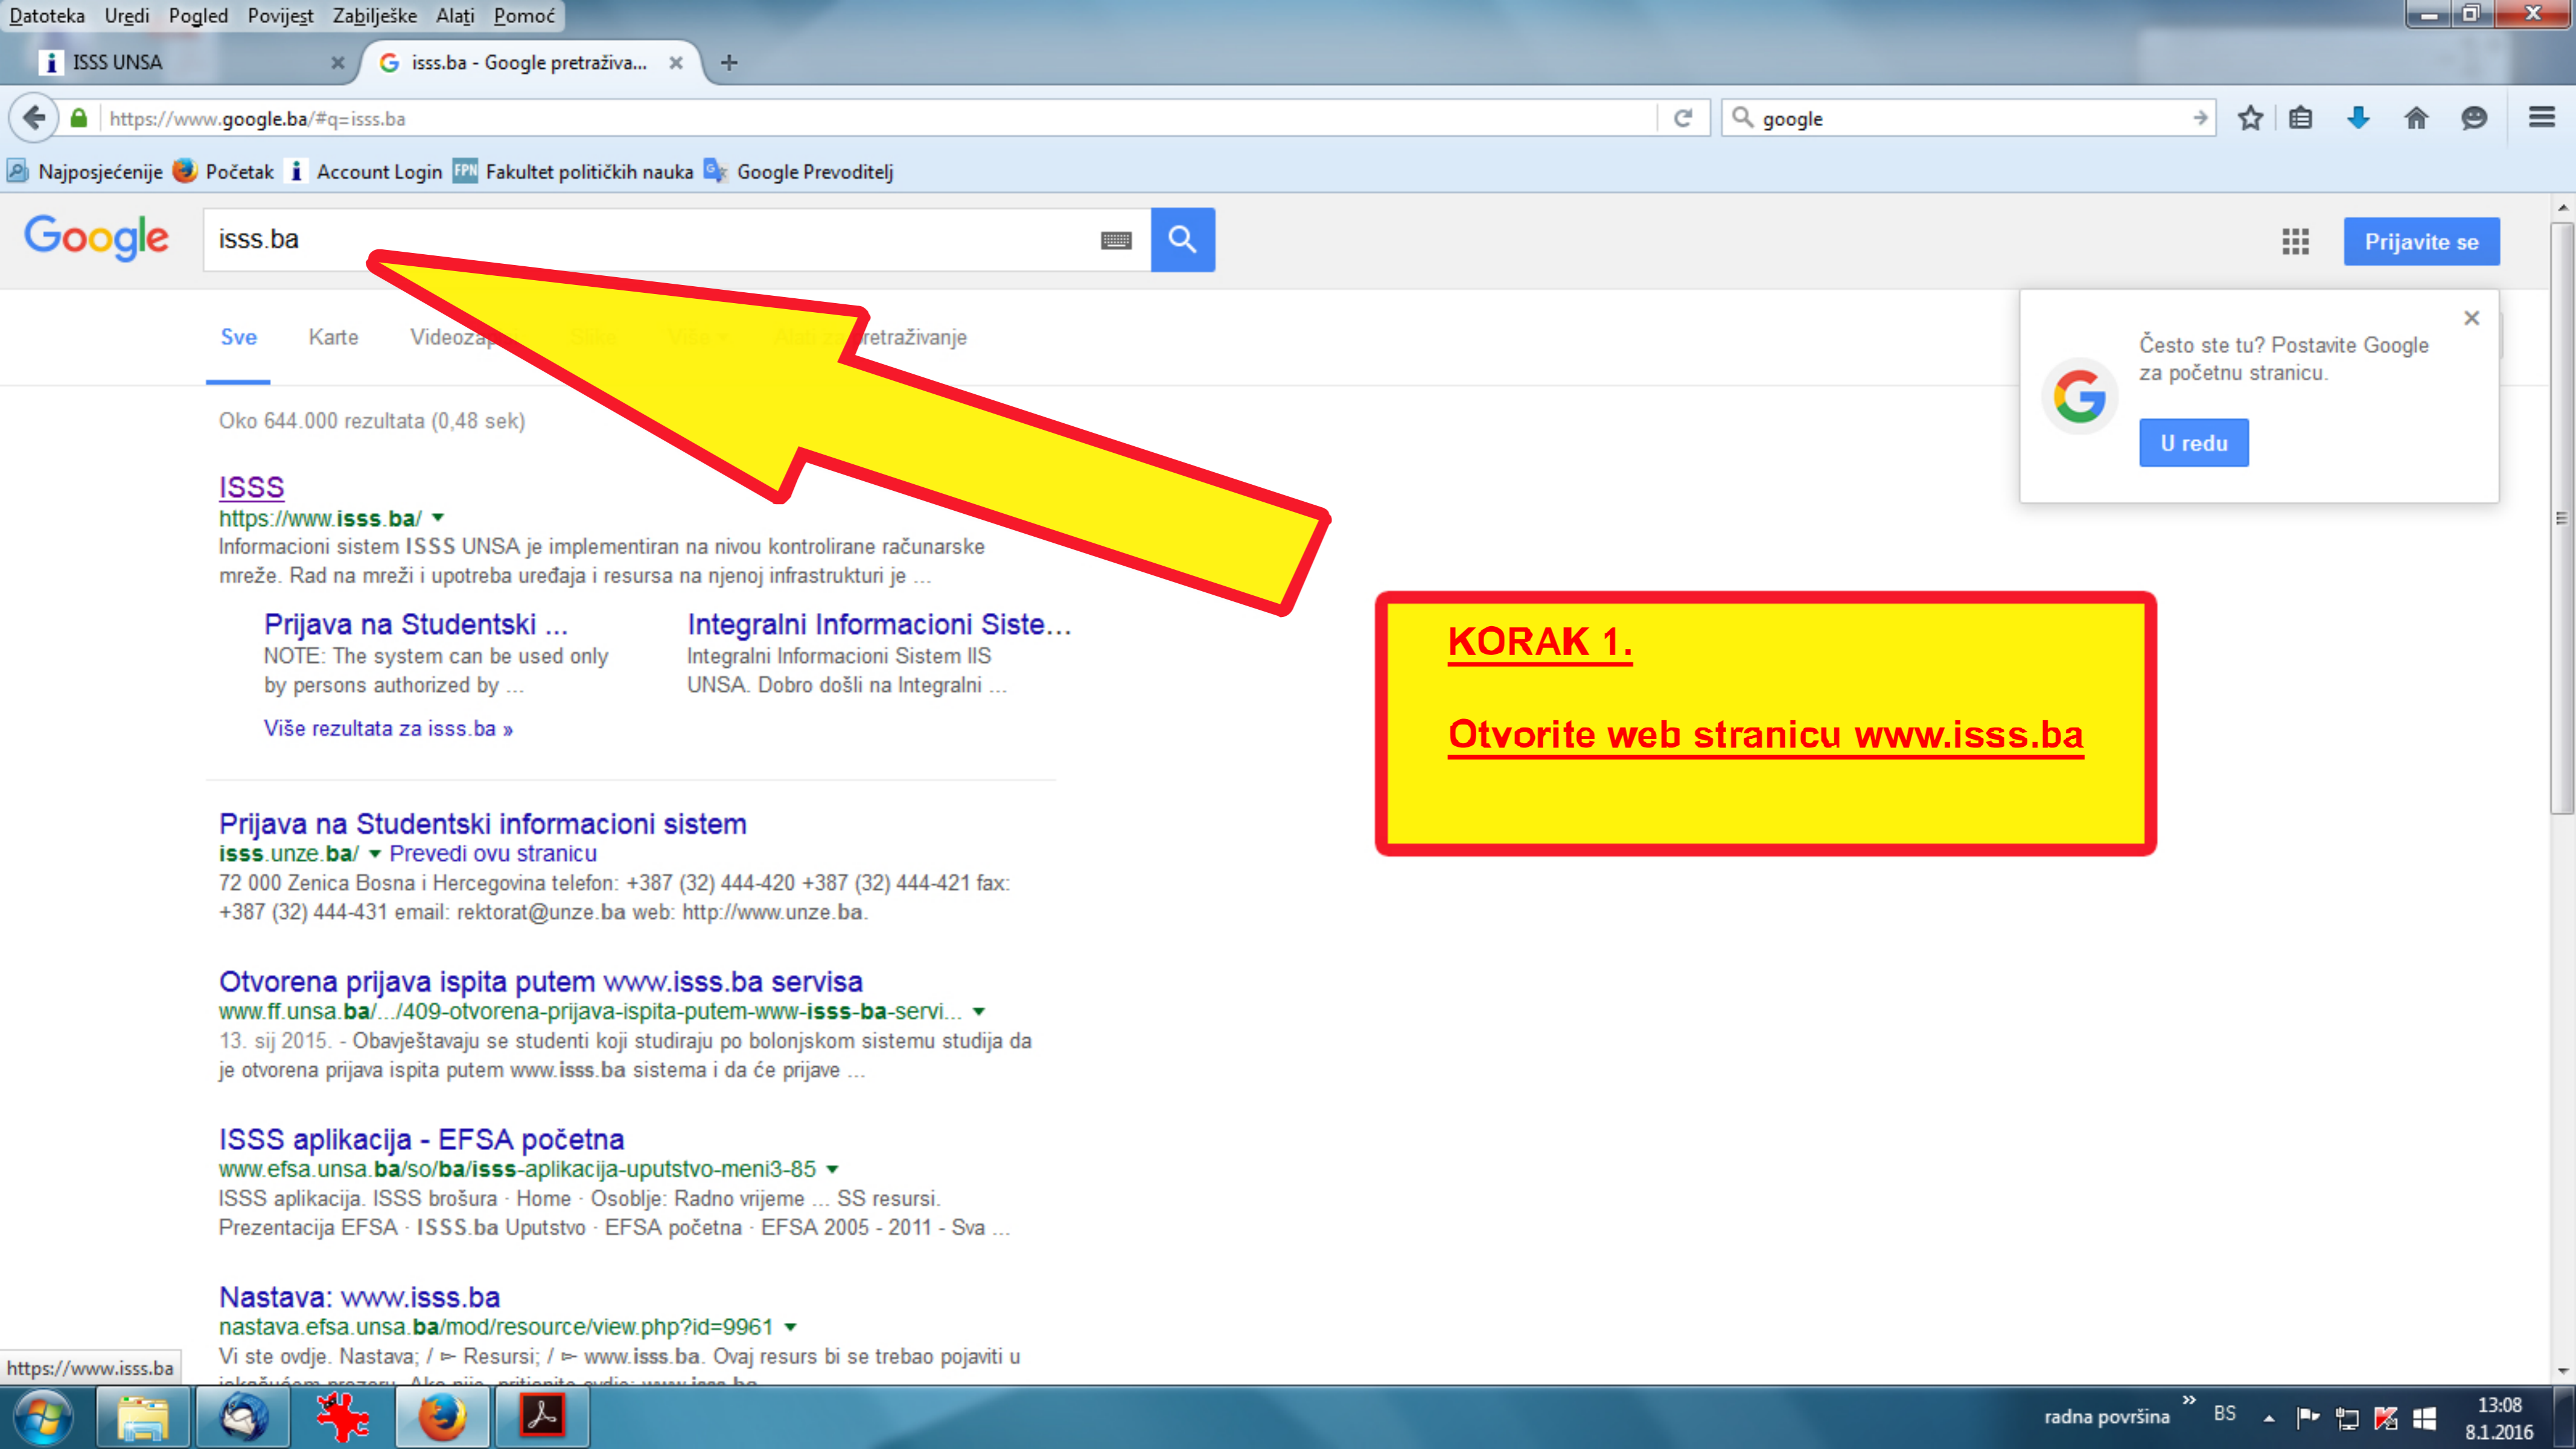 Datoteka Uredi Pogled Povijest Zabilješke Alati Pomoć
ISSS UNSA
isss.ba - Google pretraživa...
https://www.google.ba/#q=isss.ba
google
Najposjećenije Početak Account Login FPN Fakultet političkih nauka Google Prevoditelj
Google
isss.ba
Prijavite se
Sve Karte Videozap Slike Više Alati za pretraživanje
Često ste tu? Postavite Google
za početnu stranicu.
U redu
Oko 644.000 rezultata (0,48 sek)
ISSS
https://www.isss.ba/
Informacioni sistem ISSS UNSA je implementiran na nivou kontrolirane računarske
mreže. Rad na mreži i upotreba uređaja i resursa na njenoj infrastrukturi je ...
Prijava na Studentski ...
NOTE: The system can be used only
by persons authorized by ...
Integralni Informacioni Siste...
Integralni Informacioni Sistem IIS
UNSA. Dobro došli na Integralni ...
Više rezultata za isss.ba »
KORAK 1.
Otvorite web stranicu www.isss.ba
Prijava na Studentski informacioni sistem
isss.unze.ba/ Prevedi ovu stranicu
72 000 Zenica Bosna i Hercegovina telefon: +387 (32) 444-420 +387 (32) 444-421 fax:
+387 (32) 444-431 email: rektorat@unze.ba web: http://www.unze.ba.
Otvorena prijava ispita putem www.isss.ba servisa
www.ff.unsa.ba/.../409-otvorena-prijava-ispita-putem-www-isss-ba-servi...
13. sij 2015. - Obavještavaju se studenti koji studiraju po bolonjskom sistemu studija da
je otvorena prijava ispita putem www.isss.ba sistema i da će prijave ...
ISSS aplikacija - EFSA početna
www.efsa.unsa.ba/so/ba/isss-aplikacija-uputstvo-meni3-85
ISSS aplikacija. ISSS brošura · Home · Osoblje: Radno vrijeme ... SS resursi.
Prezentacija EFSA · ISSS.ba Uputstvo · EFSA početna · EFSA 2005 - 2011 - Sva ...
Nastava: www.isss.ba
nastava.efsa.unsa.ba/mod/resource/view.php?id=9961
Vi ste ovdje. Nastava; / ► Resursi; / ► www.isss.ba. Ovaj resurs bi se trebao pojaviti u
https://www.isss.ba
radna površina » BS
13:08
8.1.2016